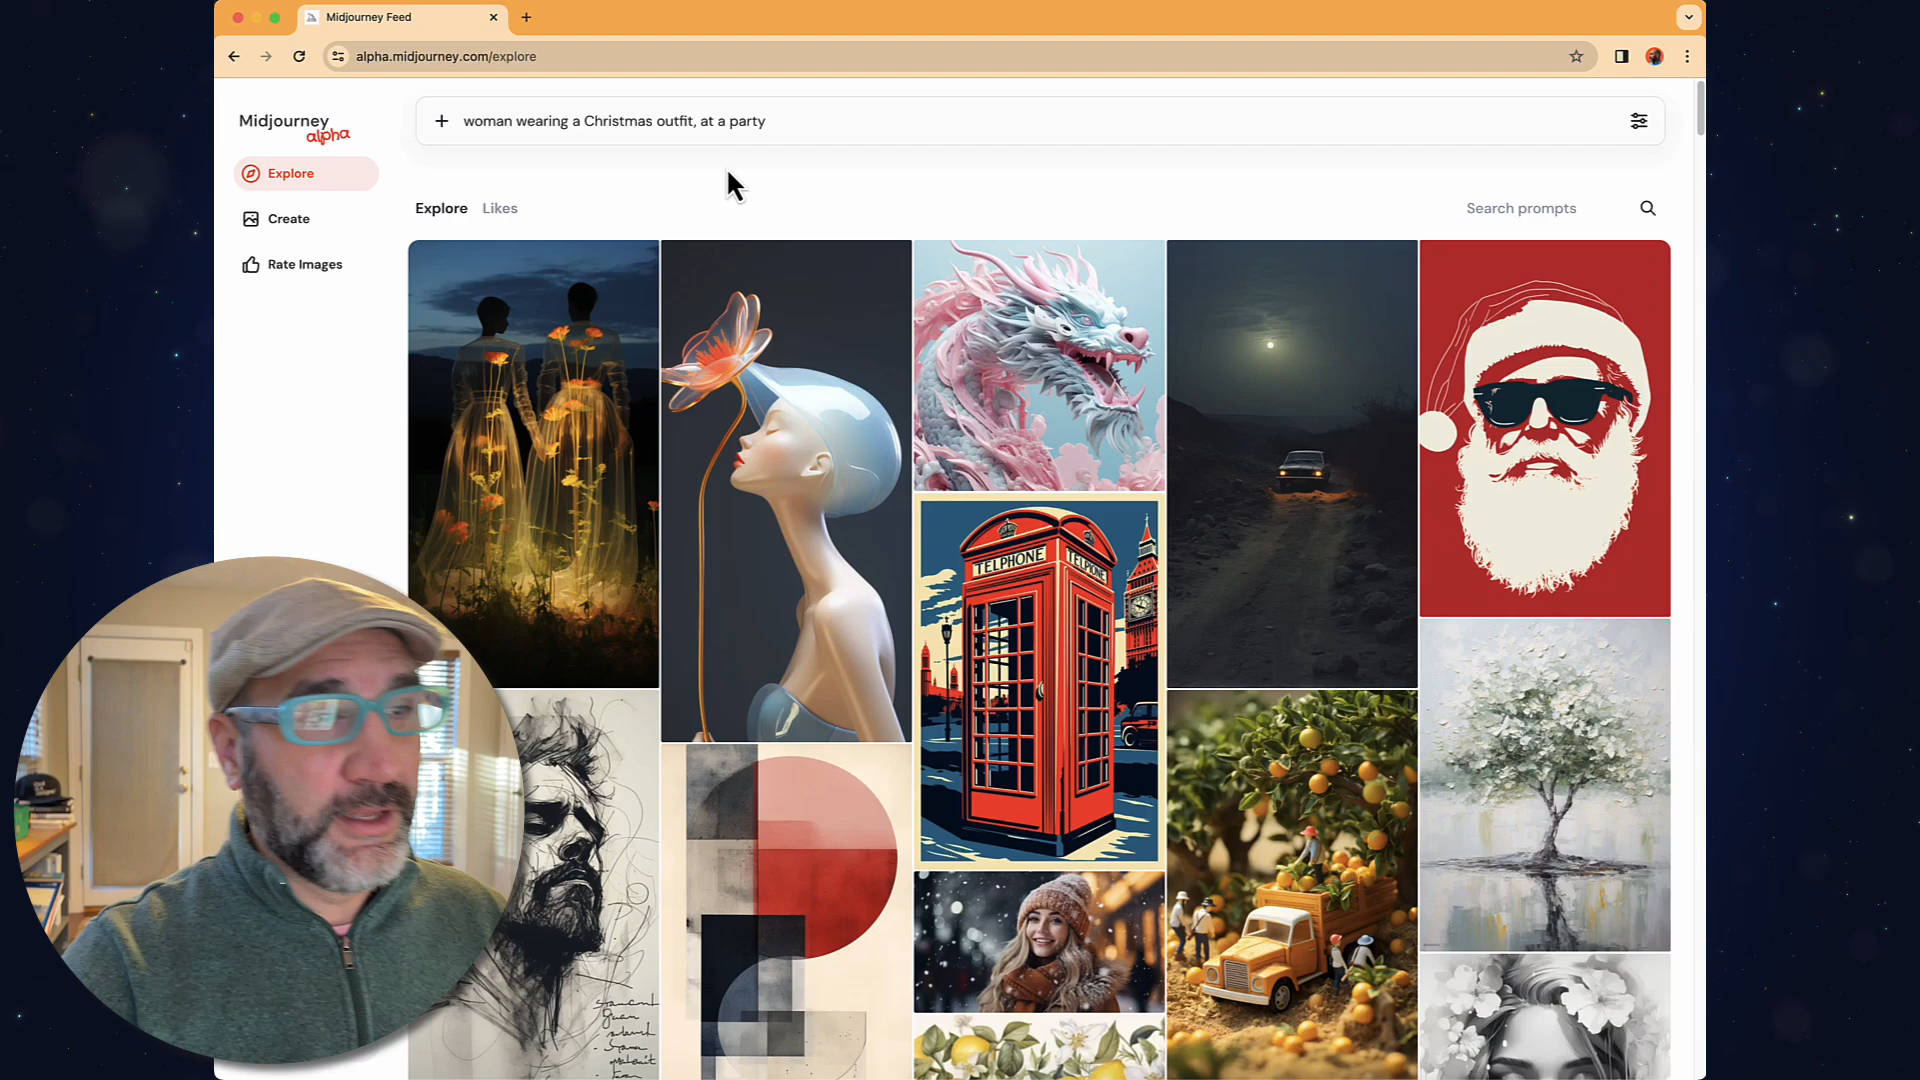 Midjourney Feed
alpha.midjourney.com/explore
Midjourney
alpha
woman wearing a Christmas outfit, at a party
Explore
Create
Rate Images
Explore Likes
Search prompts
TELPHONE